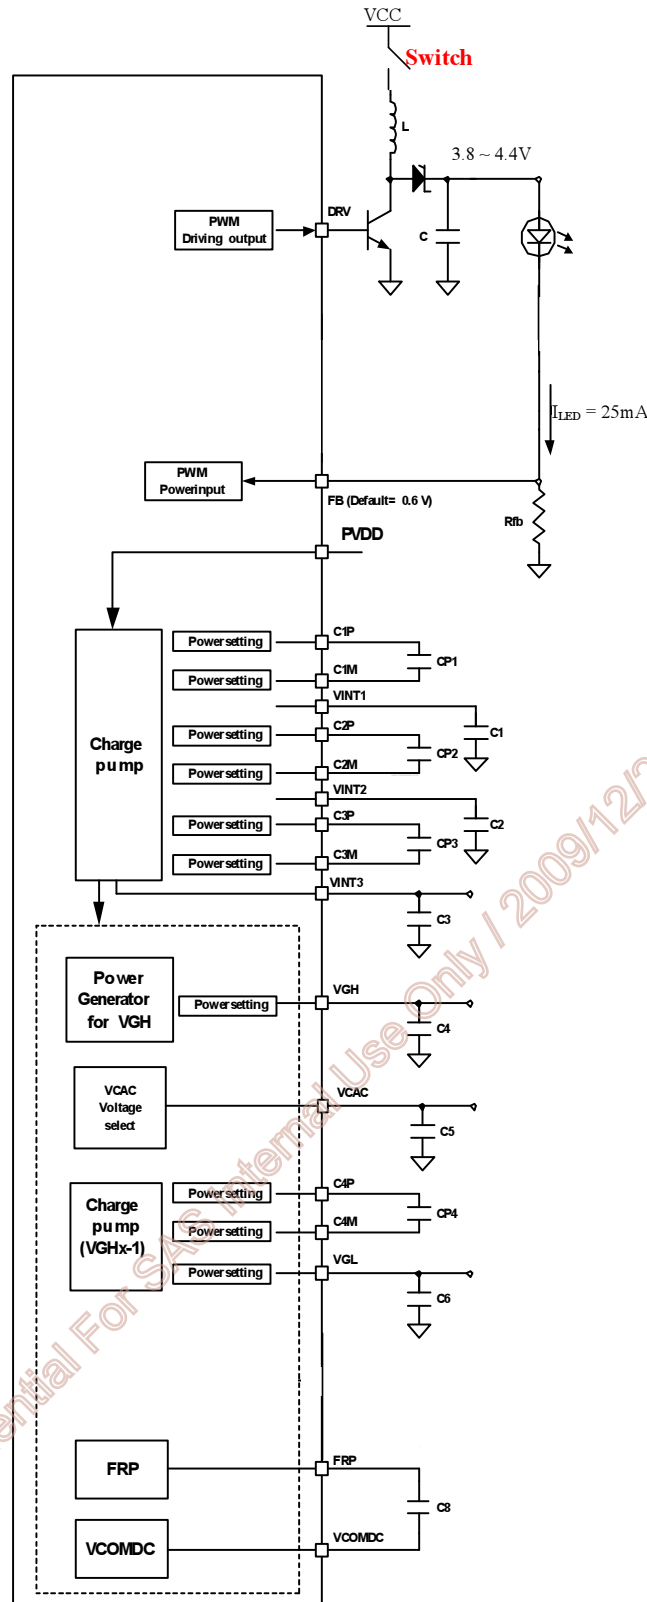 VCC
Switch
L
3.8 ~ 4.4V
DRV
PWM
Driving output
C
I_LED = 25mA
PWM
Powerinput
FB (Default= 0.6 V)
Rfb
PVDD
Charge
pump
Powersetting
C1P
CP1
Powersetting
C1M
VINT1
C1
Powersetting
C2P
CP2
Powersetting
C2M
VINT2
C2
Powersetting
C3P
CP3
Powersetting
C3M
VINT3
C3
Power
Generator
for VGH
Powersetting
VGH
C4
VCAC
Voltage
select
VCAC
C5
Charge
pump
(VGHx-1)
Powersetting
C4P
CP4
Powersetting
C4M
Powersetting
VGL
C6
FRP
FRP
C8
VCOMDC
VCOMDC
ential For SAS Internal Use Only / 2009/12/2